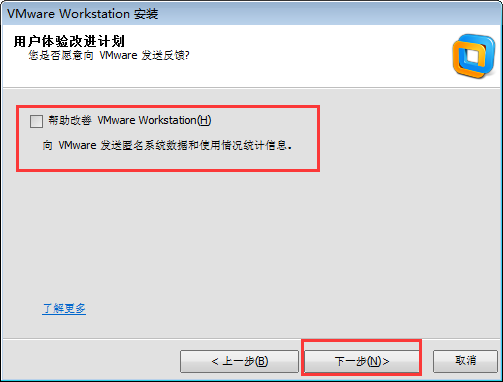 VMware Workstation 安装
用户体验改进计划
您是否愿意向 VMware 发送反馈?
帮助改善 VMware Workstation(H)
向 VMware 发送匿名系统数据和使用情况统计信息。
了解更多
< 上一步(B)
下一步(N)>
取消